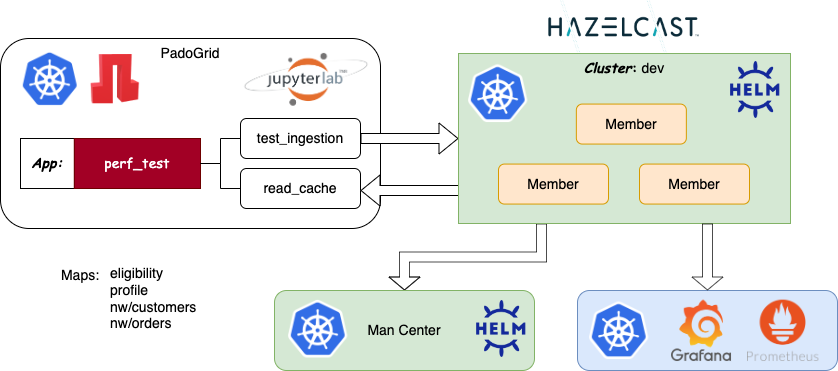 HAZELCAST
PadoGrid
jupyterlab™
Cluster: dev
HELM
Member
App:
perf_test
test_ingestion
read_cache
Member
Member
Maps:
eligibility
profile
nw/customers
nw/orders
Man Center
HELM
Grafana
Prometheus